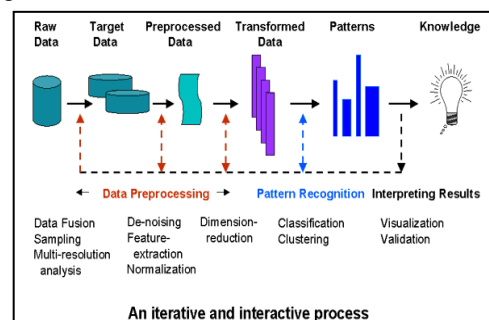 Raw Target Preprocessed Transformed Patterns Knowledge
Data Data Data Data
Data Preprocessing Pattern Recognition Interpreting Results
Data Fusion De-noising Dimension- Classification Visualization
Sampling Feature- reduction Clustering Validation
Multi-resolution extraction
analysis Normalization
An iterative and interactive process